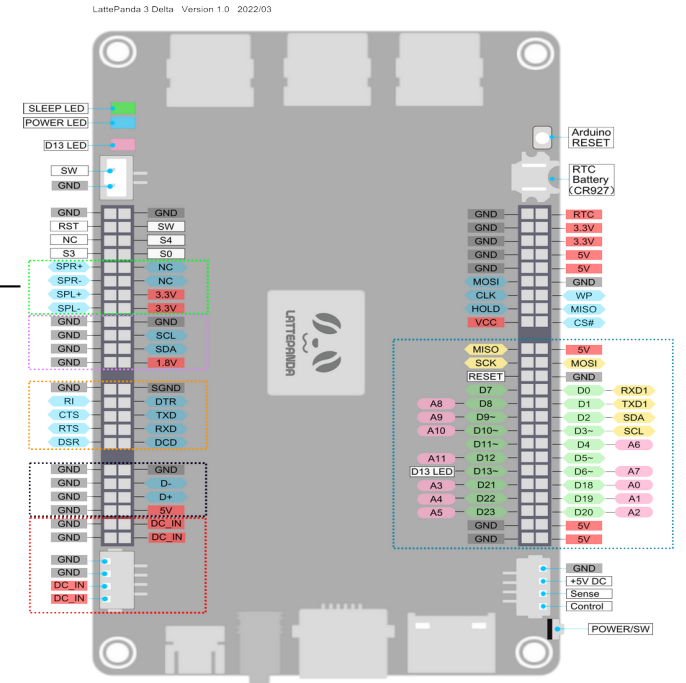 LattePanda 3 Delta Version 1.0 2022/03
SLEEP LED
POWER LED
D13 LED
SW
GND
GND GND
RST SW
NC S4
S3 S0
SPR+ NC
SPR- NC
SPL+ 3.3V
SPL- 3.3V
GND GND
GND SCL
GND SDA
GND 1.8V
GND SGND
RI DTR
CTS TXD
RTS RXD
DSR DCD
GND GND
GND D-
GND D+
GND 5V
GND DC_IN
GND DC_IN
GND
GND
DC_IN
DC_IN
LATTEPANDA
Arduino
RESET
RTC
Battery
(CR927)
GND RTC
GND 3.3V
GND 3.3V
GND 5V
GND 5V
MOSI GND
CLK WP
HOLD MISO
VCC CS#
MISO 5V
SCK MOSI
RESET GND
D7 D0 RXD1
A8 D8 D1 TXD1
A9 D9~ D2 SDA
A10 D10~ D3~ SCL
D11~ D4 A6
A11 D12 D5~
D13 LED D13~ D6~ A7
A3 D21 D18 A0
A4 D22 D19 A1
A5 D23 D20 A2
GND 5V
GND 5V
GND
+5V DC
Sense
Control
POWER/SW